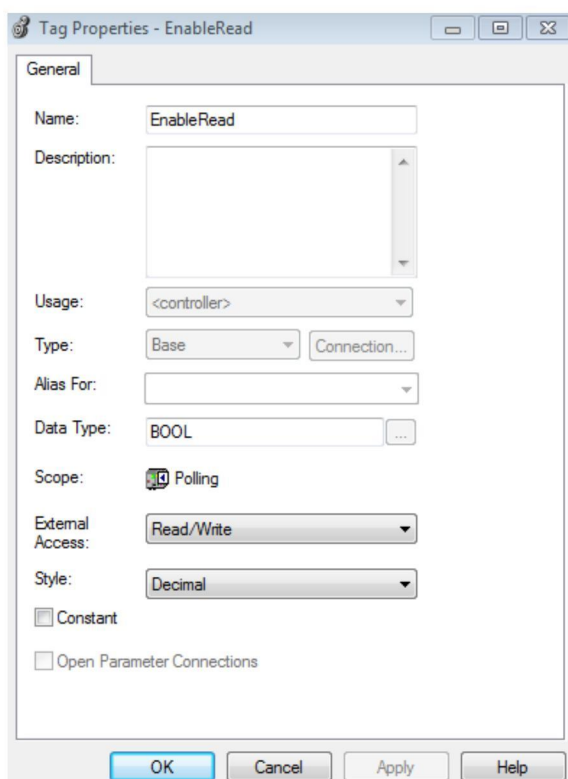 Tag Properties - EnableRead
General
Name: EnableRead
Description:
Usage: <controller>
Type: Base Connection...
Alias For:
Data Type: BOOL ...
Scope: Polling
External
Access: Read/Write
Style: Decimal
Constant
Open Parameter Connections
OK Cancel Apply Help